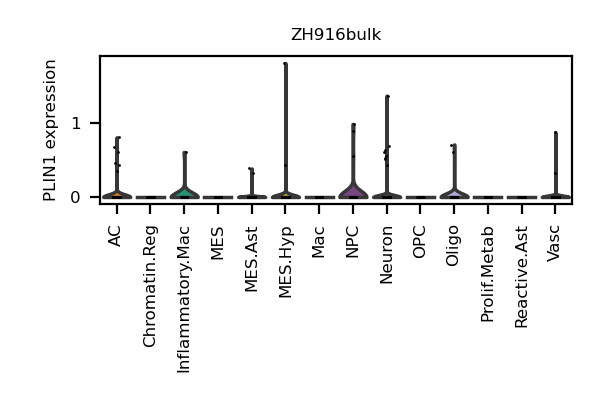 ZH916bulk
PLIN1 expression
1
0
AC
Chromatin.Reg
Inflammatory.Mac
MES
MES.Ast
MES.Hyp
Mac
NPC
Neuron
OPC
Oligo
Prolif.Metab
Reactive.Ast
Vasc